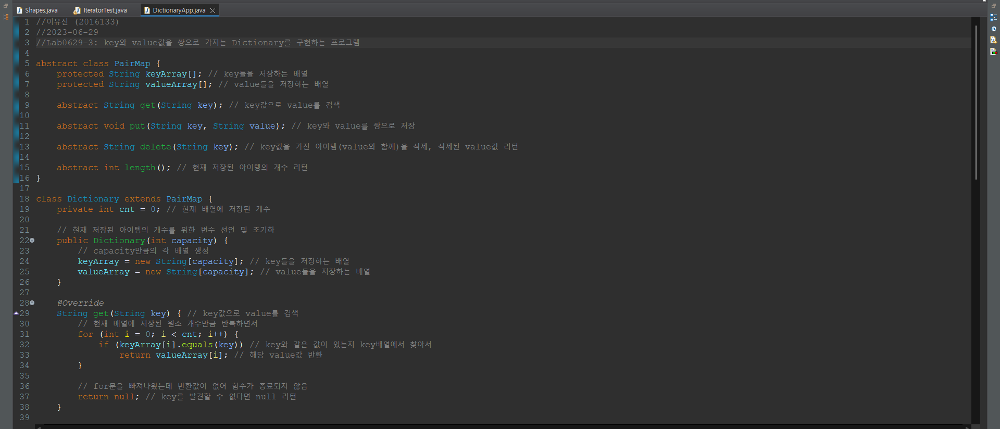 Shapes.java IteratorTest.java DictionaryApp.java
1 //이유진 (2016133)
2 //2023-06-29
3 //Lab0629-3: key와 value값을 쌍으로 가지는 Dictionary를 구현하는 프로그램
4
5 abstract class PairMap {
6 protected String keyArray[]; // key들을 저장하는 배열
7 protected String valueArray[]; // value들을 저장하는 배열
8
9 abstract String get(String key); // key값으로 value를 검색
10
11 abstract void put(String key, String value); // key와 value를 쌍으로 저장
12
13 abstract String delete(String key); // key값을 가진 아이템(value와 함께)을 삭제, 삭제된 value값 리턴
14
15 abstract int length(); // 현재 저장된 아이텡의 개수 리턴
16 }
17
18 class Dictionary extends PairMap {
19 private int cnt = 0; // 현재 배열에 저장된 개수
20
21 // 현재 저장된 아이템의 개수를 위한 변수 선언 및 초기화
22 public Dictionary(int capacity) {
23 // capacity만큼의 각 배열 생성
24 keyArray = new String[capacity]; // key들을 저장하는 배열
25 valueArray = new String[capacity]; // value들을 저장하는 배열
26 }
27
28 @Override
29 String get(String key) { // key값으로 value를 검색
30 // 현재 배열에 저장된 원소 개수만큼 반복하면서
31 for (int i = 0; i < cnt; i++) {
32 if (keyArray[i].equals(key)) // key와 같은 값이 있는지 key배열에서 찾아서
33 return valueArray[i]; // 해당 value값 반환
34 }
35
36 // for문을 빠져나왔는데 반환값이 없어 함수가 종료되지 않음
37 return null; // key를 발견할 수 없다면 null 리턴
38 }
39